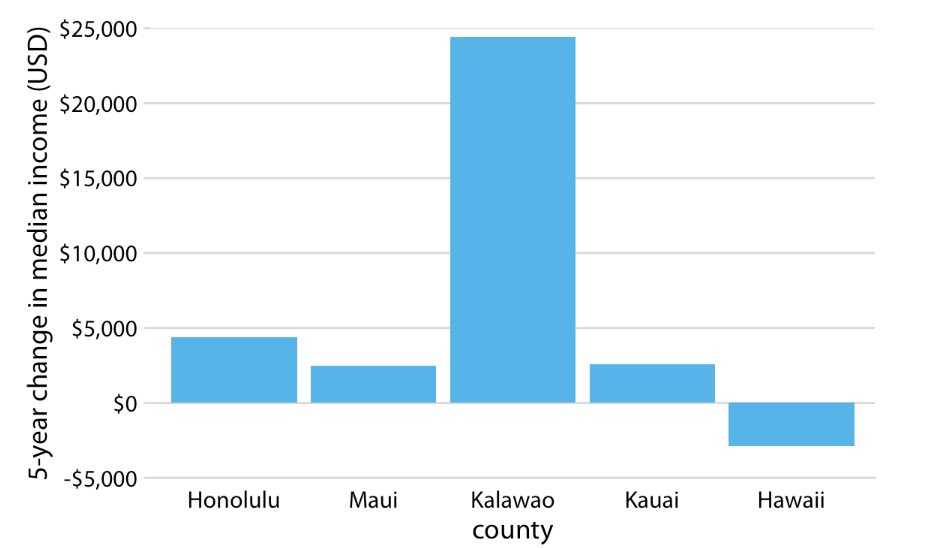 5-year change in median income (USD)
$25,000
$20,000
$15,000
$10,000
$5,000
$0
-$5,000
Honolulu Maui Kalawao Kauai Hawaii
county